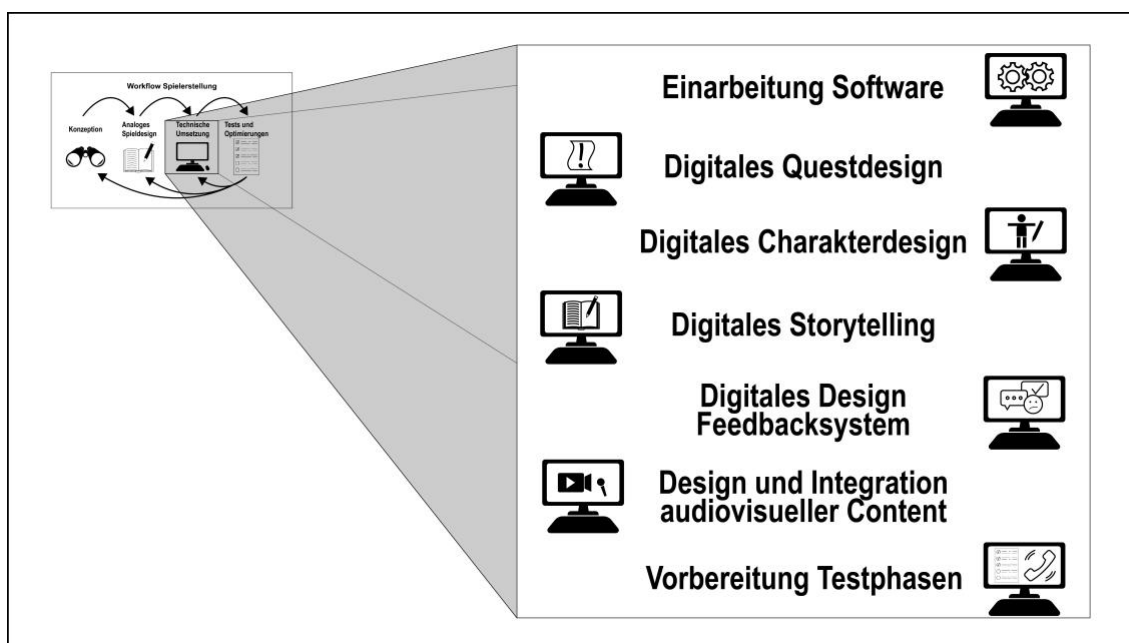 Workflow Spielerstellung
Konzeption
Analoges
Spieldesign
Technische
Umsetzung
Tests und
Optimierungen
Einarbeitung Software
Digitales Questdesign
Digitales Charakterdesign
Digitales Storytelling
Digitales Design
Feedbacksystem
Design und Integration
audiovisueller Content
Vorbereitung Testphasen